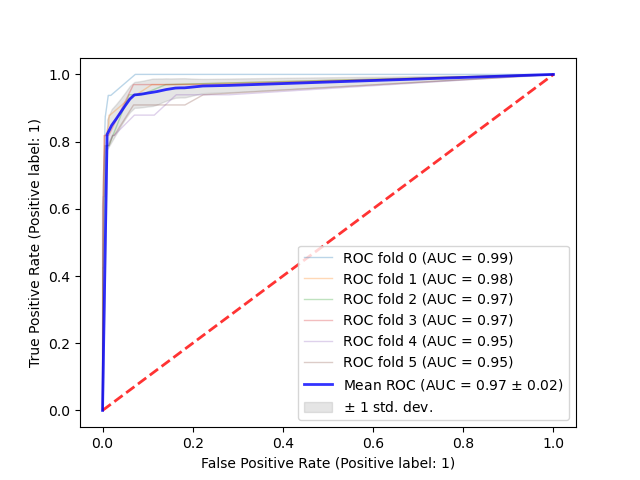 1.0
0.8
0.6
0.4
0.2
0.0
True Positive Rate (Positive label: 1)
ROC fold 0 (AUC = 0.99)
ROC fold 1 (AUC = 0.98)
ROC fold 2 (AUC = 0.97)
ROC fold 3 (AUC = 0.97)
ROC fold 4 (AUC = 0.95)
ROC fold 5 (AUC = 0.95)
Mean ROC (AUC = 0.97 ± 0.02)
± 1 std. dev.
0.0 0.2 0.4 0.6 0.8 1.0
False Positive Rate (Positive label: 1)